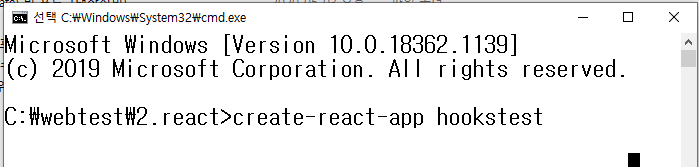 선택 C:₩Windows₩System32₩cmd.exe
Microsoft Windows [Version 10.0.18362.1139]
(c) 2019 Microsoft Corporation. All rights reserved.
C:₩webtest₩2.react>create-react-app hookstest